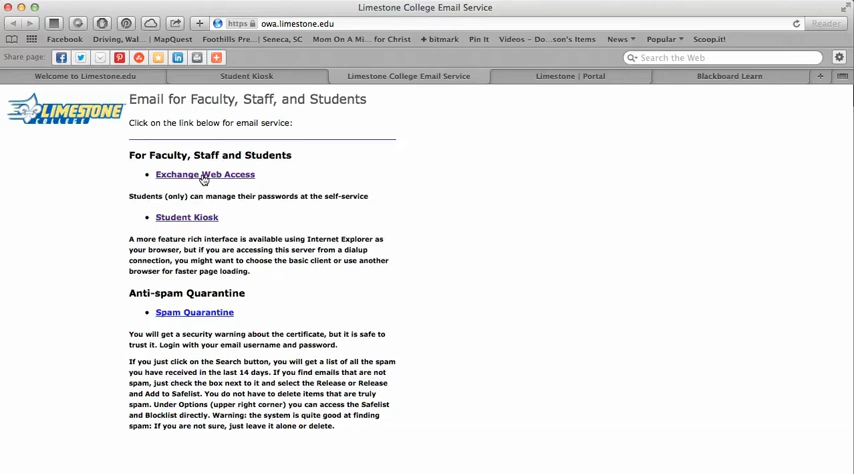 Limestone College Email Service
https owa.limestone.edu
Reader
Facebook Driving, Wal...| MapQuest Foothills Pre...| Seneca, SC Mom On A Mi... for Christ + bitmark Pin It Videos - Do...son's Items News Popular Scoop.it!
Share page:
Search the Web
Welcome to Limestone.edu Student Kiosk Limestone College Email Service Limestone | Portal Blackboard Learn
LIMESTONE
COLLEGE
Email for Faculty, Staff, and Students
Click on the link below for email service:
For Faculty, Staff and Students
• Exchange Web Access
Students (only) can manage their passwords at the self-service
• Student Kiosk
A more feature rich interface is available using Internet Explorer as
your browser, but if you are accessing this server from a dialup
connection, you might want to choose the basic client or use another
browser for faster page loading.
Anti-spam Quarantine
• Spam Quarantine
You will get a security warning about the certificate, but it is safe to
trust it. Login with your email username and password.
If you just click on the Search button, you will get a list of all the spam
you have received in the last 14 days. If you find emails that are not
spam, just check the box next to it and select the Release or Release
and Add to Safelist. You do not have to delete items that are truly
spam. Under Options (upper right corner) you can access the Safelist
and Blocklist directly. Warning: the system is quite good at finding
spam: If you are not sure, just leave it alone or delete.